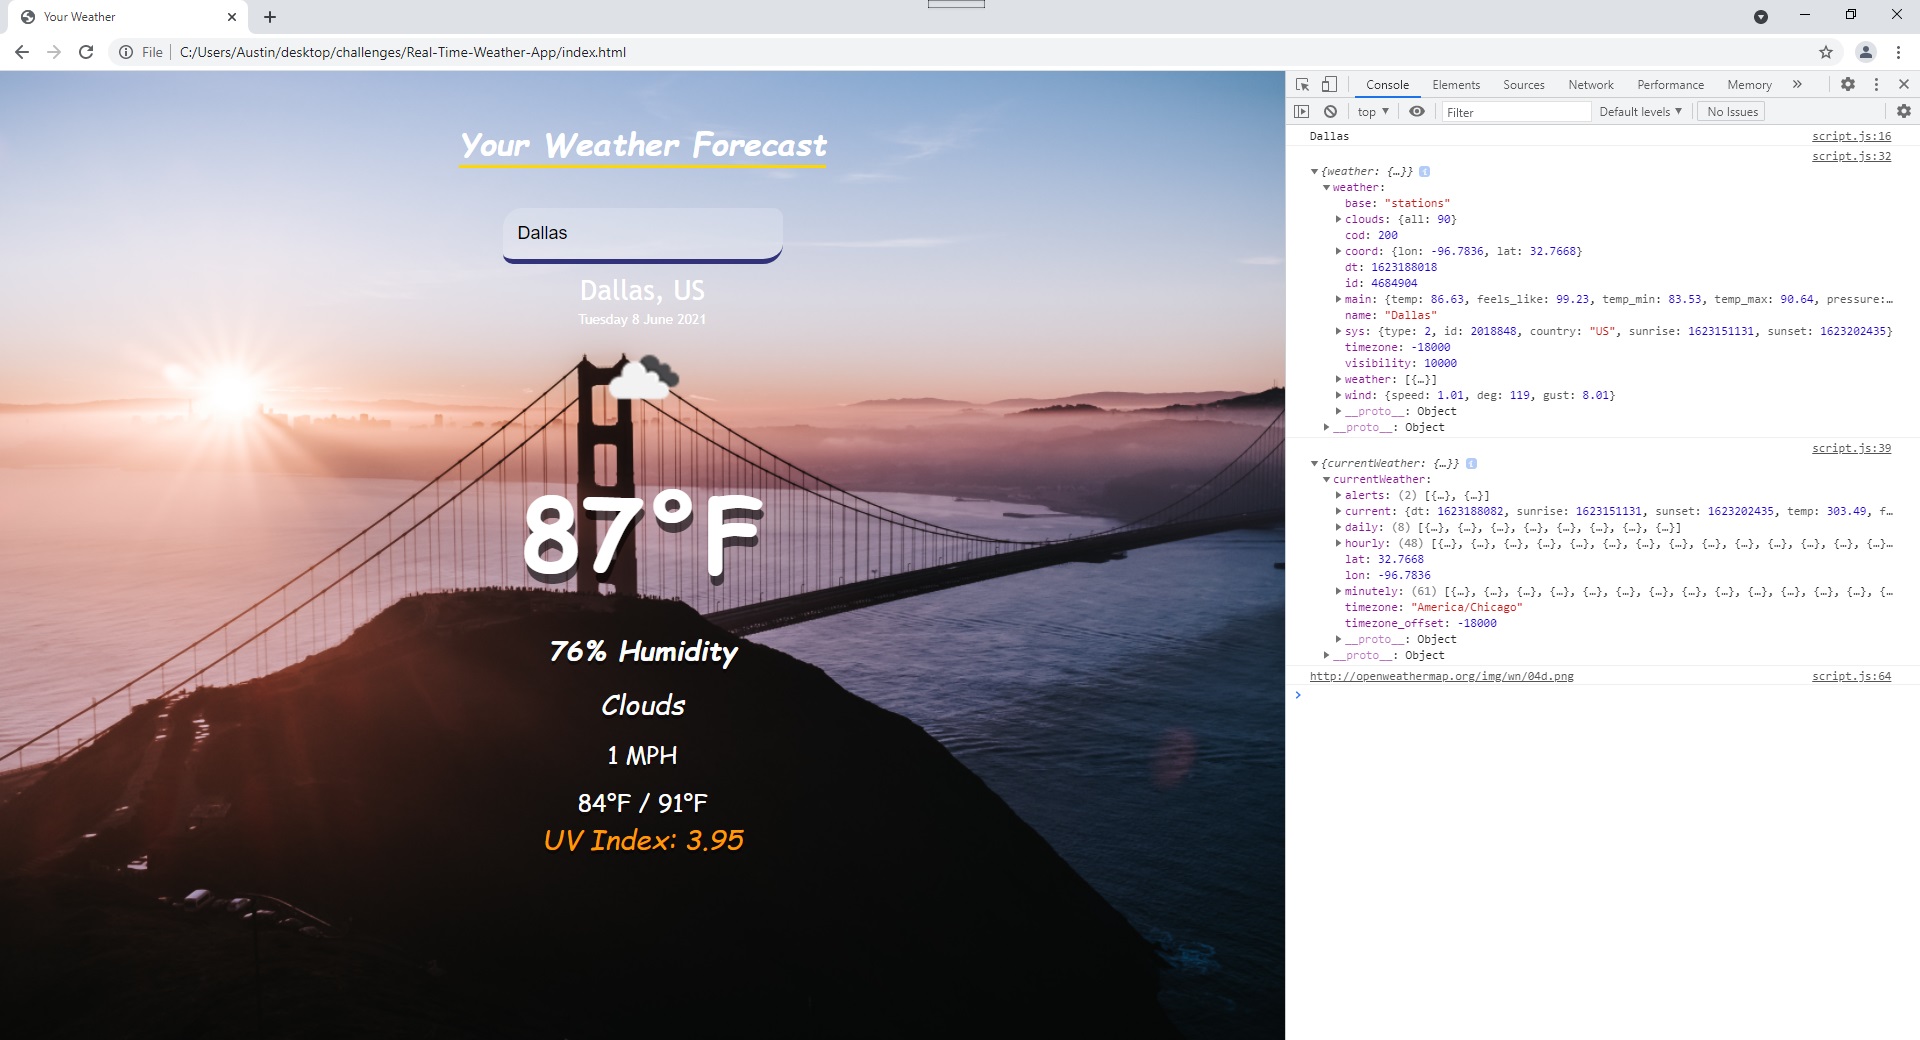 Your Weather
File
C:/Users/Austin/desktop/challenges/Real-Time-Weather-App/index.html
Your Weather Forecast
Dallas
Dallas, US
Tuesday 8 June 2021
87°F
76% Humidity
Clouds
1 MPH
84°F / 91°F
UV Index: 3.95
Console Elements Sources Network Performance Memory
top Filter Default levels No Issues
Dallas script.js:16
script.js:32
{weather: {…}} i
weather:
base: "stations"
clouds: {all: 90}
cod: 200
coord: {lon: -96.7836, lat: 32.7668}
dt: 1623188018
id: 4684904
main: {temp: 86.63, feels_like: 99.23, temp_min: 83.53, temp_max: 90.64, pressure:…
name: "Dallas"
sys: {type: 2, id: 2018848, country: "US", sunrise: 1623151131, sunset: 1623202435}
timezone: -18000
visibility: 10000
weather: [{…}]
wind: {speed: 1.01, deg: 119, gust: 8.01}
__proto__: Object
__proto__: Object
script.js:39
{currentWeather: {…}} i
currentWeather:
alerts: (2) [{…}, {…}]
current: {dt: 1623188082, sunrise: 1623151131, sunset: 1623202435, temp: 303.49, f…
daily: (8) [{…}, {…}, {…}, {…}, {…}, {…}, {…}, {…}]
hourly: (48) [{…}, {…}, {…}, {…}, {…}, {…}, {…}, {…}, {…}, {…}, {…}, {…}, {…}, {…}…
lat: 32.7668
lon: -96.7836
minutely: (61) [{…}, {…}, {…}, {…}, {…}, {…}, {…}, {…}, {…}, {…}, {…}, {…}, {…}, {…
timezone: "America/Chicago"
timezone_offset: -18000
__proto__: Object
__proto__: Object
http://openweathermap.org/img/wn/04d.png script.js:64